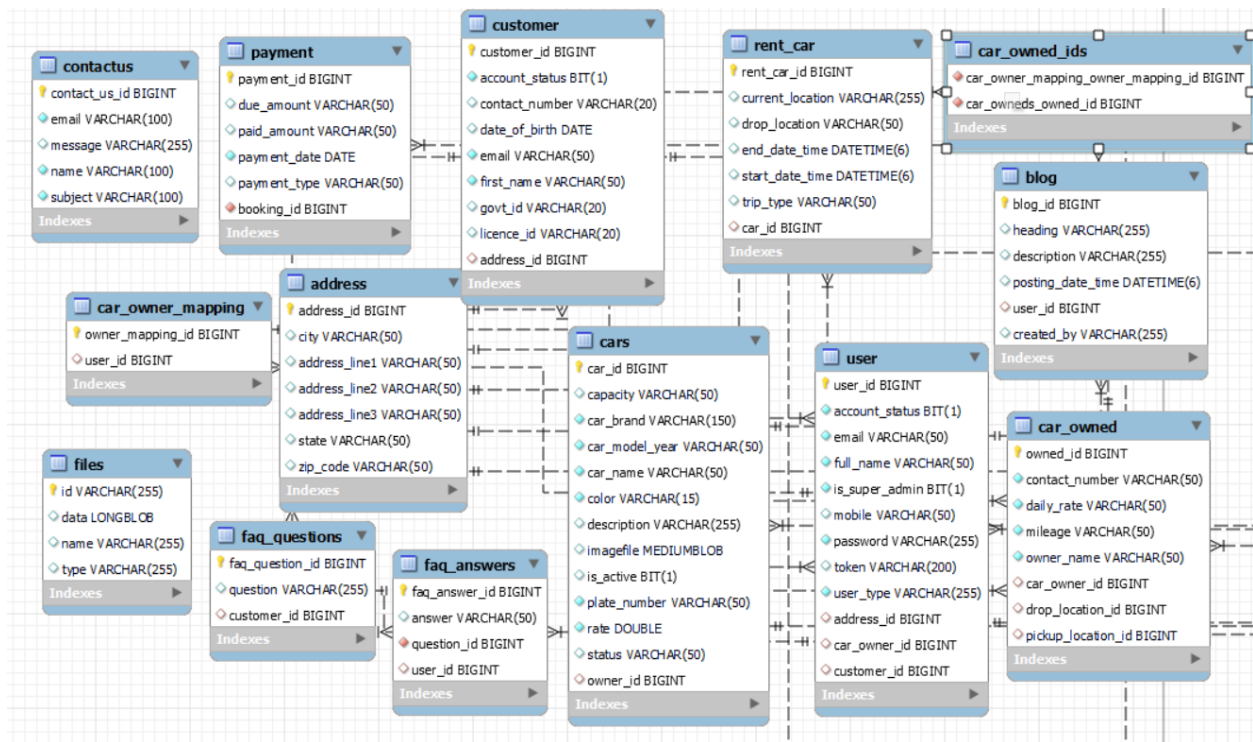 contactus
contact_us_id BIGINT
email VARCHAR(100)
message VARCHAR(255)
name VARCHAR(100)
subject VARCHAR(100)
Indexes
payment
payment_id BIGINT
due_amount VARCHAR(50)
paid_amount VARCHAR(50)
payment_date DATE
payment_type VARCHAR(50)
booking_id BIGINT
Indexes
customer
customer_id BIGINT
account_status BIT(1)
contact_number VARCHAR(20)
date_of_birth DATE
email VARCHAR(50)
first_name VARCHAR(50)
govt_id VARCHAR(20)
licence_id VARCHAR(20)
address_id BIGINT
Indexes
rent_car
rent_car_id BIGINT
current_location VARCHAR(255)
drop_location VARCHAR(50)
end_date_time DATETIME(6)
start_date_time DATETIME(6)
trip_type VARCHAR(50)
car_id BIGINT
Indexes
car_owned_ids
car_owner_mapping_owner_mapping_id BIGINT
car_owneds_owned_id BIGINT
Indexes
blog
blog_id BIGINT
heading VARCHAR(255)
description VARCHAR(255)
posting_date_time DATETIME(6)
user_id BIGINT
created_by VARCHAR(255)
Indexes
car_owner_mapping
owner_mapping_id BIGINT
user_id BIGINT
Indexes
address
address_id BIGINT
city VARCHAR(50)
address_line1 VARCHAR(50)
address_line2 VARCHAR(50)
address_line3 VARCHAR(50)
state VARCHAR(50)
zip_code VARCHAR(50)
Indexes
cars
car_id BIGINT
capacity VARCHAR(50)
car_brand VARCHAR(150)
car_model_year VARCHAR(50)
car_name VARCHAR(50)
color VARCHAR(15)
description VARCHAR(255)
imagefile MEDIUMBLOB
is_active BIT(1)
plate_number VARCHAR(50)
rate DOUBLE
status VARCHAR(50)
owner_id BIGINT
Indexes
user
user_id BIGINT
account_status BIT(1)
email VARCHAR(50)
full_name VARCHAR(50)
is_super_admin BIT(1)
mobile VARCHAR(50)
password VARCHAR(255)
token VARCHAR(200)
user_type VARCHAR(255)
address_id BIGINT
car_owner_id BIGINT
customer_id BIGINT
Indexes
car_owned
owned_id BIGINT
contact_number VARCHAR(50)
daily_rate VARCHAR(50)
mileage VARCHAR(50)
owner_name VARCHAR(50)
car_owner_id BIGINT
drop_location_id BIGINT
pickup_location_id BIGINT
Indexes
files
id VARCHAR(255)
data LONGBLOB
name VARCHAR(255)
type VARCHAR(255)
Indexes
faq_questions
faq_question_id BIGINT
question VARCHAR(255)
customer_id BIGINT
Indexes
faq_answers
faq_answer_id BIGINT
answer VARCHAR(50)
question_id BIGINT
user_id BIGINT
Indexes